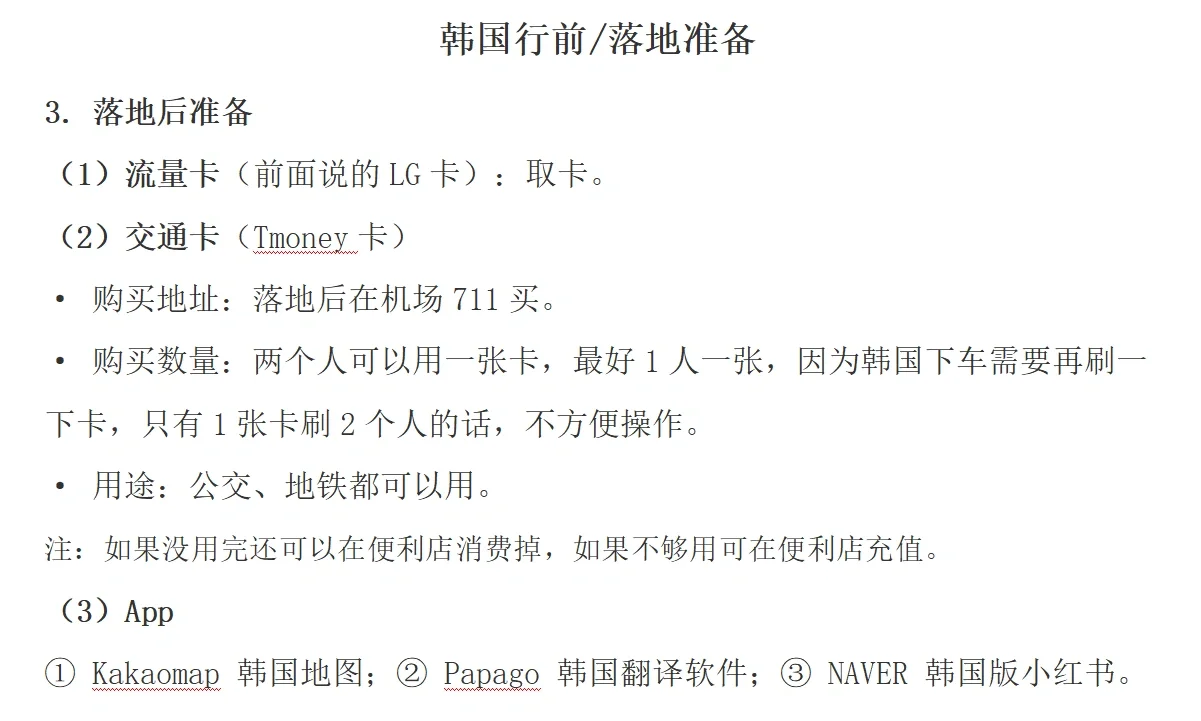 韩国行前/落地准备
3. 落地后准备
（1）流量卡（前面说的 LG 卡）: 取卡。
（2）交通卡（Tmoney 卡）
• 购买地址: 落地后在机场 711 买。
• 购买数量: 两个人可以用一张卡，最好 1 人一张，因为韩国下车需要再刷一
下卡，只有 1 张卡刷 2 个人的话，不方便操作。
• 用途: 公交、地铁都可以用。
注: 如果没用完还可以在便利店消费掉，如果不够用可在便利店充值。
（3）App
① Kakaomap 韩国地图; ② Papago 韩国翻译软件; ③ NAVER 韩国版小红书。